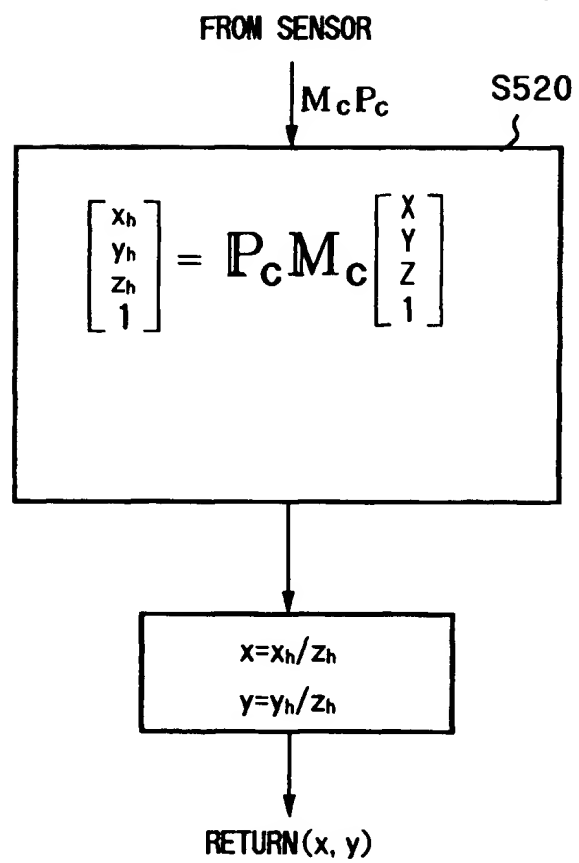 FROM SENSOR
McPc
S520
[xh yh zh 1] = PcMc [X Y Z 1]
x=xh/zh
y=yh/zh
RETURN(x, y)